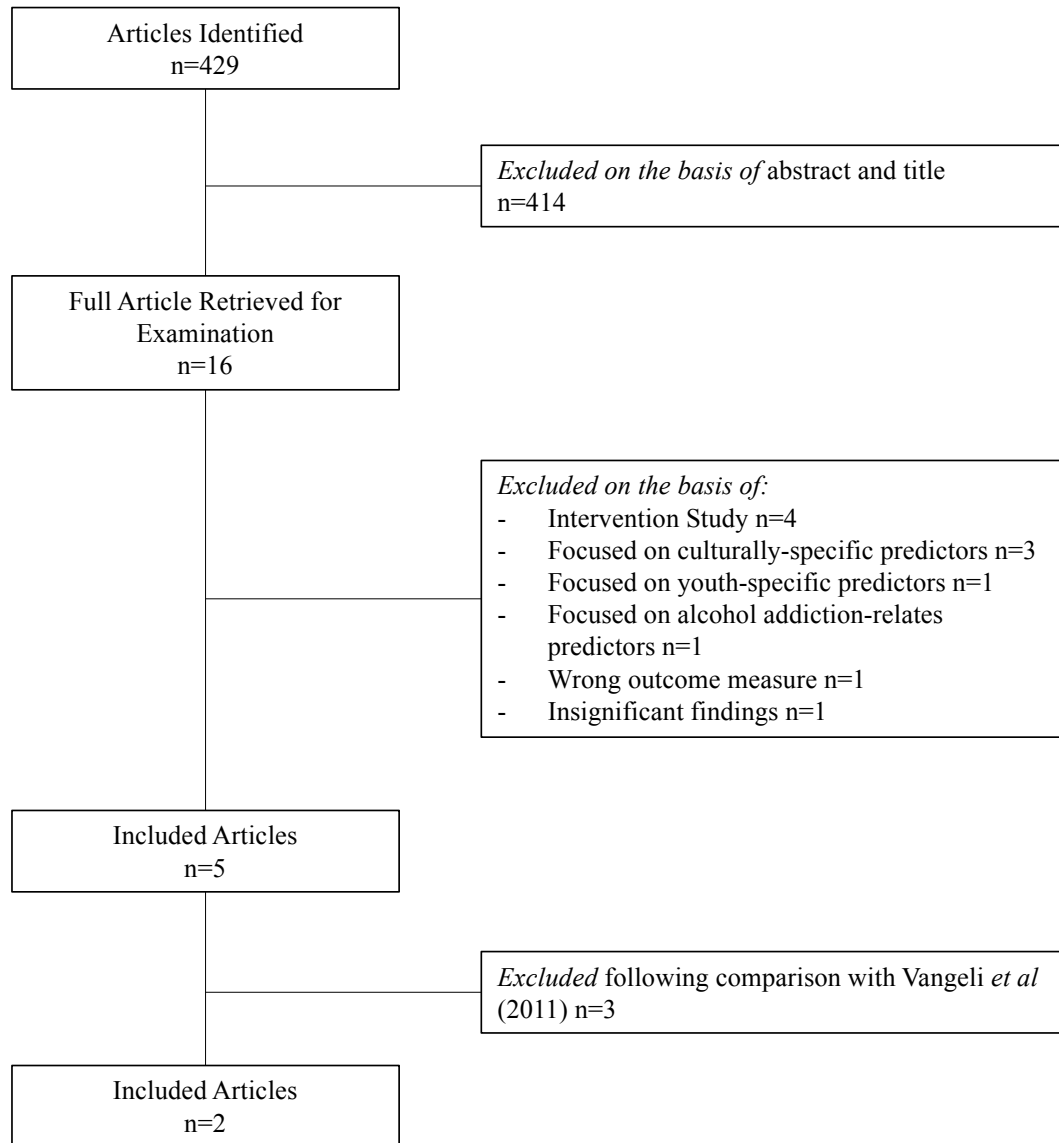 Articles Identified
n=429
Excluded on the basis of abstract and title
n=414
Full Article Retrieved for
Examination
n=16
Excluded on the basis of:
- Intervention Study n=4
- Focused on culturally-specific predictors n=3
- Focused on youth-specific predictors n=1
- Focused on alcohol addiction-relates
predictors n=1
- Wrong outcome measure n=1
- Insignificant findings n=1
Included Articles
n=5
Excluded following comparison with Vangeli et al
(2011) n=3
Included Articles
n=2